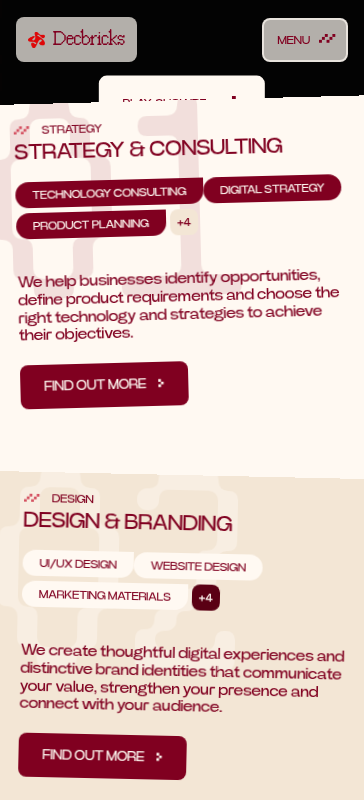 Decbricks
MENU
STRATEGY
STRATEGY & CONSULTING
TECHNOLOGY CONSULTING
DIGITAL STRATEGY
PRODUCT PLANNING
+4
We help businesses identify opportunities,
define product requirements and choose the
right technology and strategies to achieve
their objectives.
FIND OUT MORE
DESIGN
DESIGN & BRANDING
UI/UX DESIGN
WEBSITE DESIGN
MARKETING MATERIALS
+4
We create thoughtful digital experiences and
distinctive brand identities that communicate
your value, strengthen your presence and
connect with your audience.
FIND OUT MORE